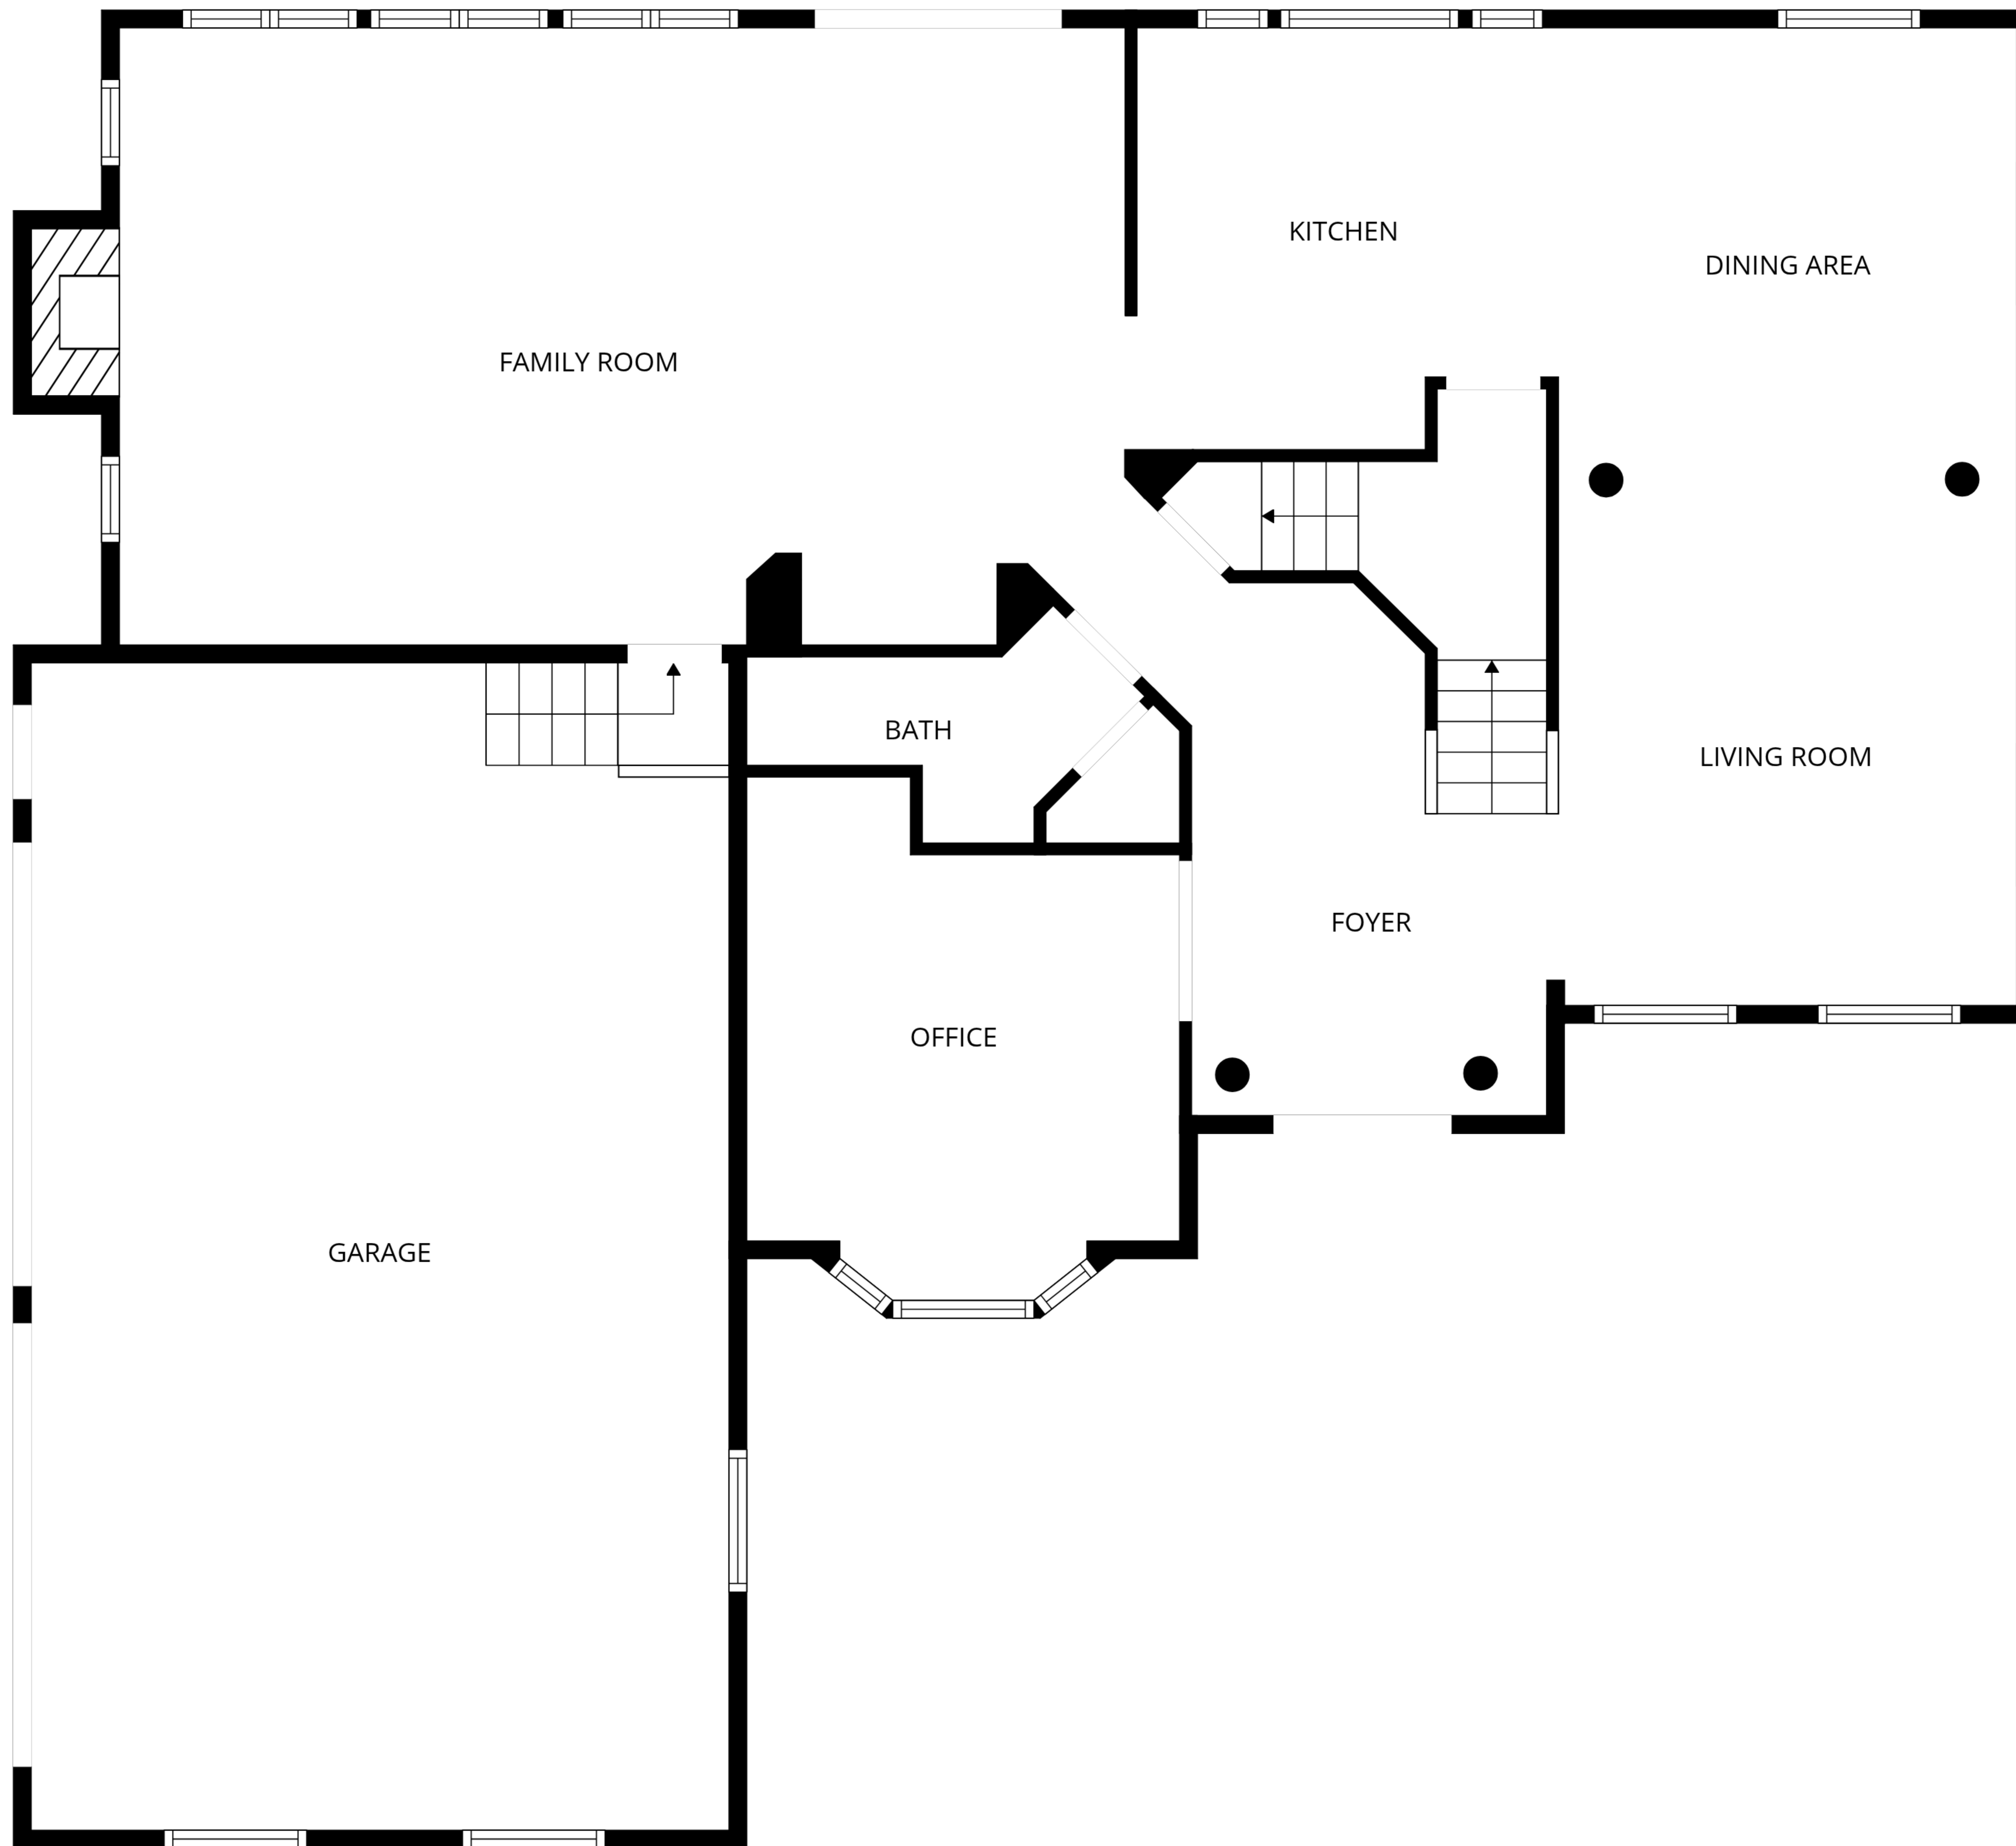 KITCHEN
DINING AREA
FAMILY ROOM
BATH
LIVING ROOM
FOYER
OFFICE
GARAGE